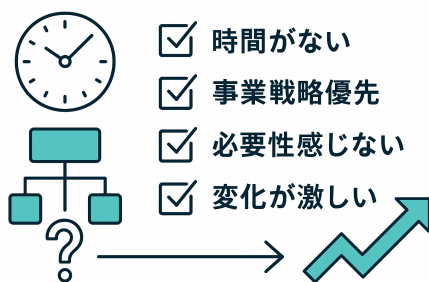 時間がない
事業戦略優先
必要性感じない
変化が激しい
?